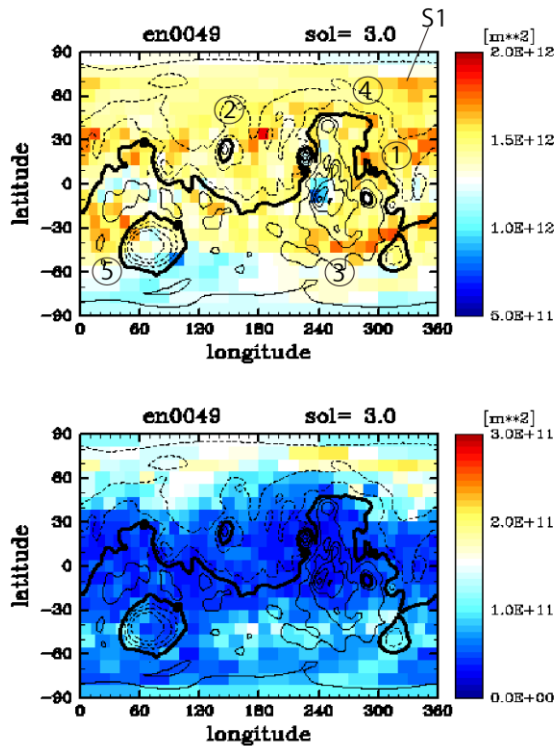 S1
en0049 sol= 3.0 [m**2]
90 2.0E+12
60 ④
② 
30 ① 1.5E+12
latitude 0
−30 1.0E+12
−60 ⑤ ③
−90 5.0E+11
0 60 120 180 240 300 360
longitude
en0049 sol= 3.0 [m**2]
90 3.0E+11
60
30 2.0E+11
latitude 0
−30 1.0E+11
−60
−90 0.0E+00
0 60 120 180 240 300 360
longitude